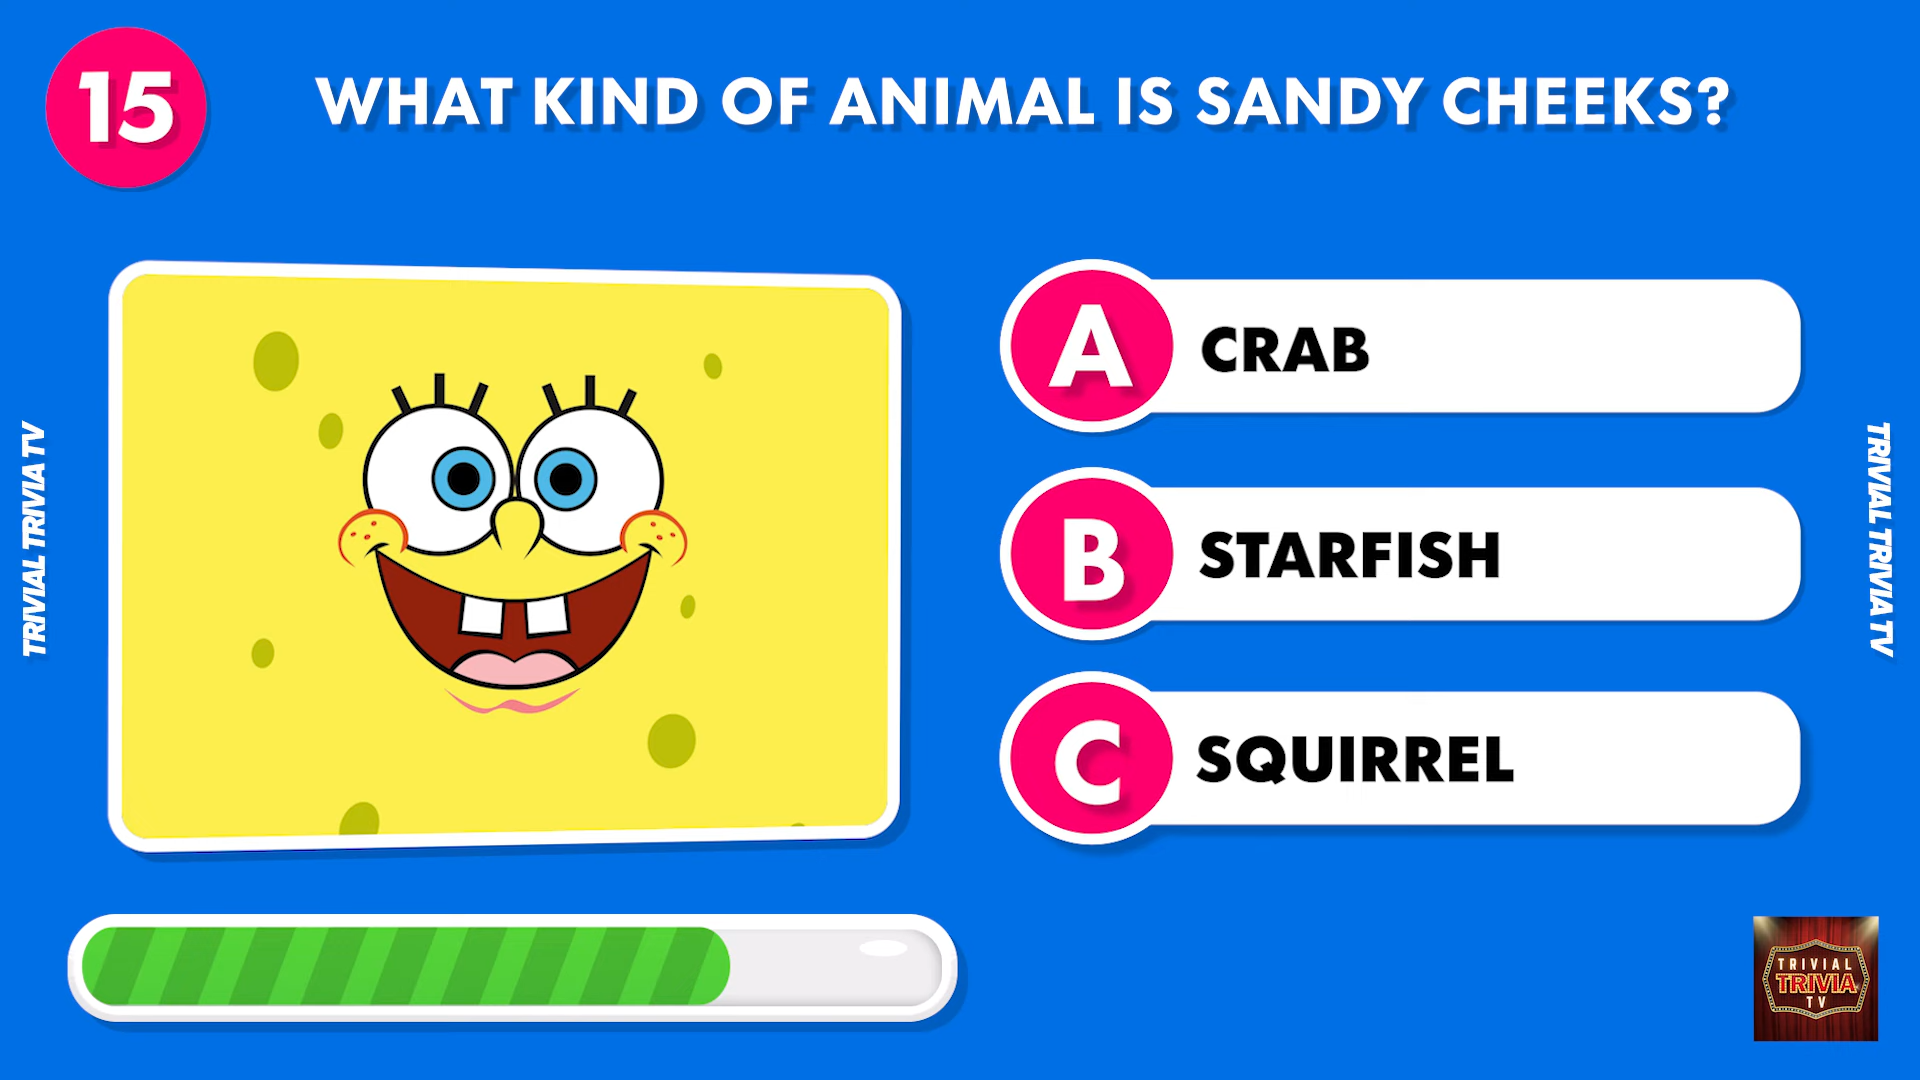 15
WHAT KIND OF ANIMAL IS SANDY CHEEKS?
A
CRAB
B
STARFISH
C
SQUIRREL
TRIVIAL TRIVIA TV
TRIVIAL TRIVIA TV
TRIVIAL
TRIVIA
TV